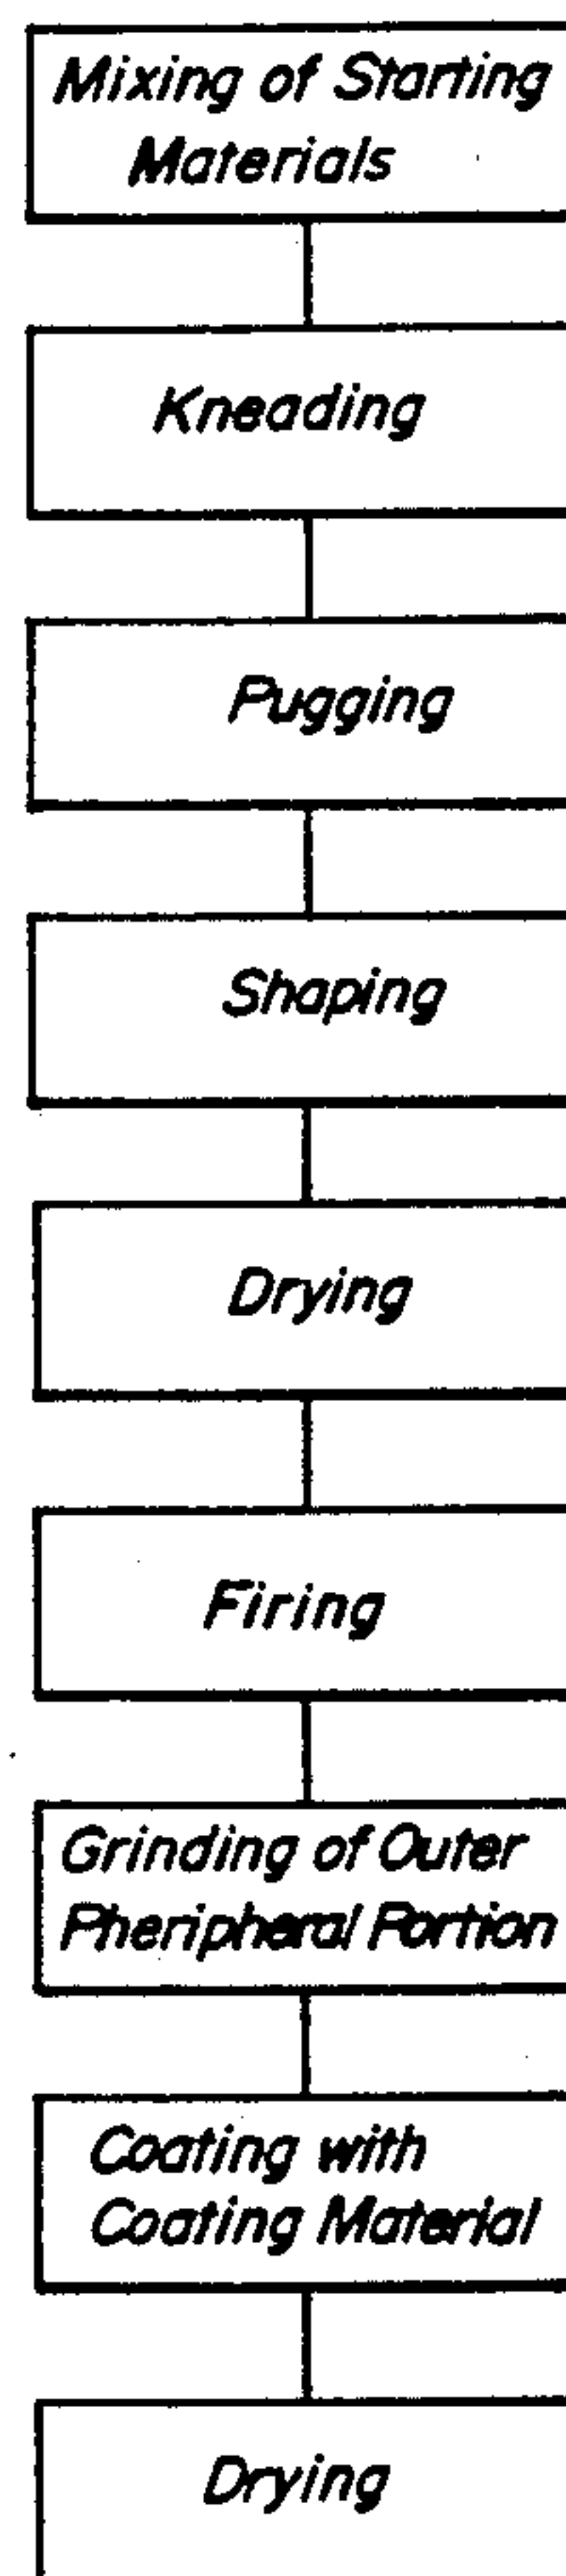 Mixing of Starting
Materials
Kneading
Pugging
Shaping
Drying
Firing
Grinding of Outer
Pheripheral Portion
Coating with
Coating Material
Drying